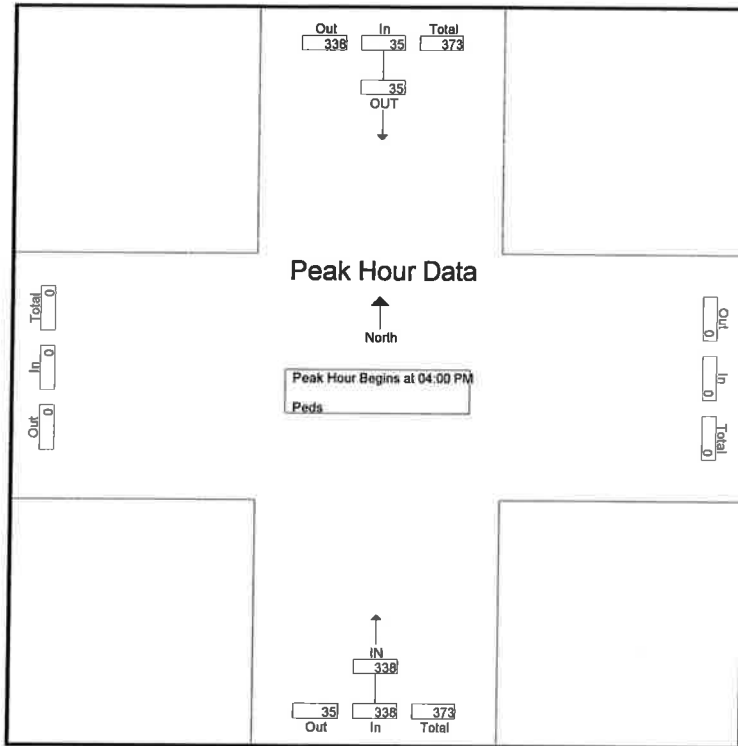 Out In Total
338 35 373
35
OUT
Peak Hour Data
North
Peak Hour Begins at 04:00 PM
Peds
Total 0
In 0
Out 0
Out 0
In 0
Total 0
IN
338
35 338 373
Out In Total